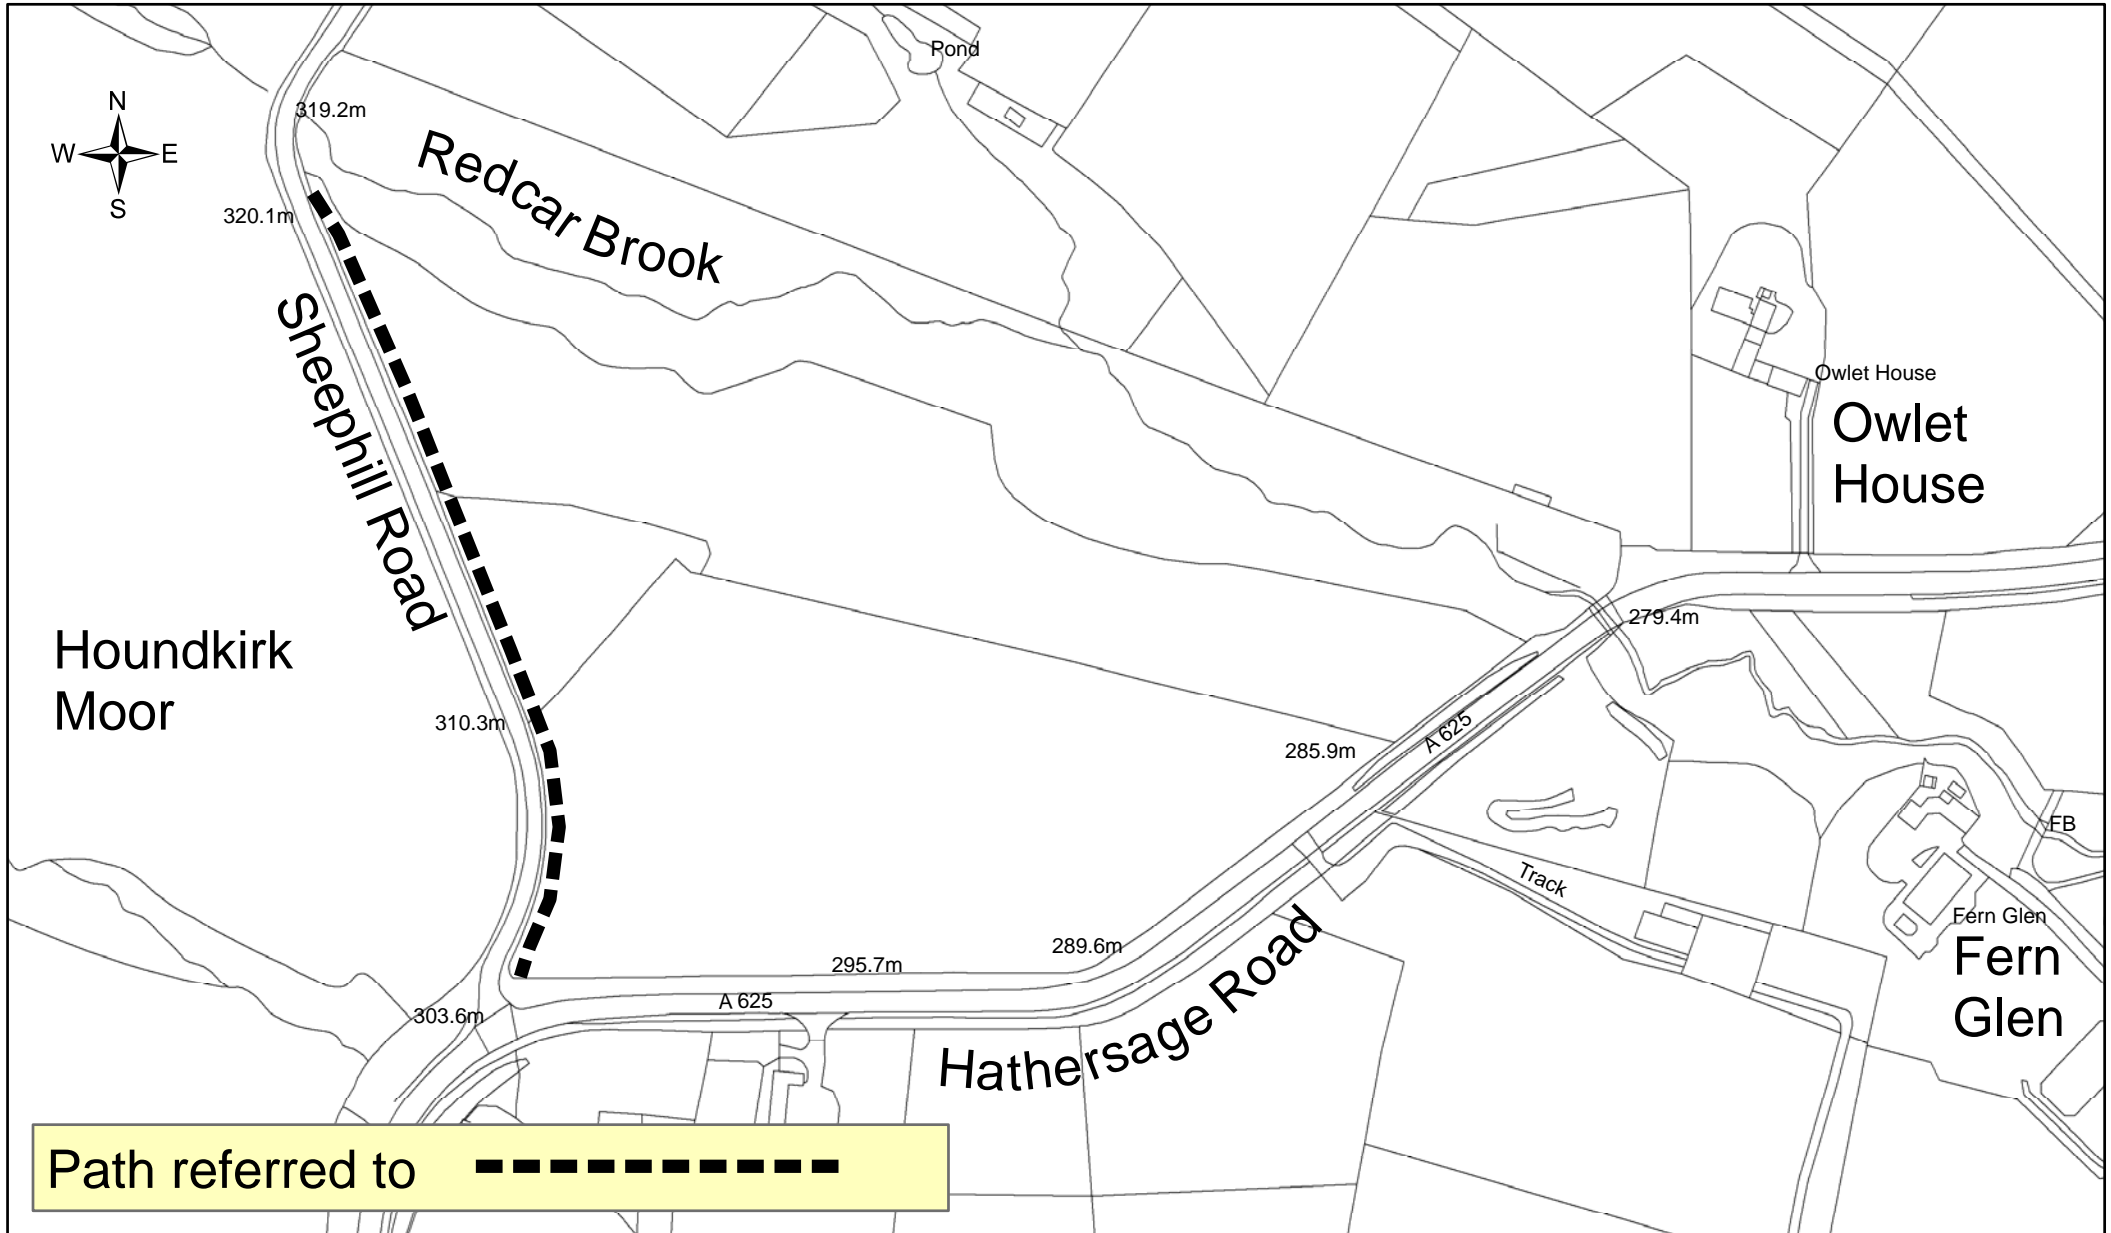 Pond
N
319.2m
W E
S
320.1m
Redcar Brook
Sheephill Road
Owlet House
Owlet
House
279.4m
Houndkirk
Moor
310.3m
285.9m
A 625
FB
Track
Fern Glen
Fern
Glen
289.6m
295.7m
A 625
303.6m
Hathersage Road
Path referred to